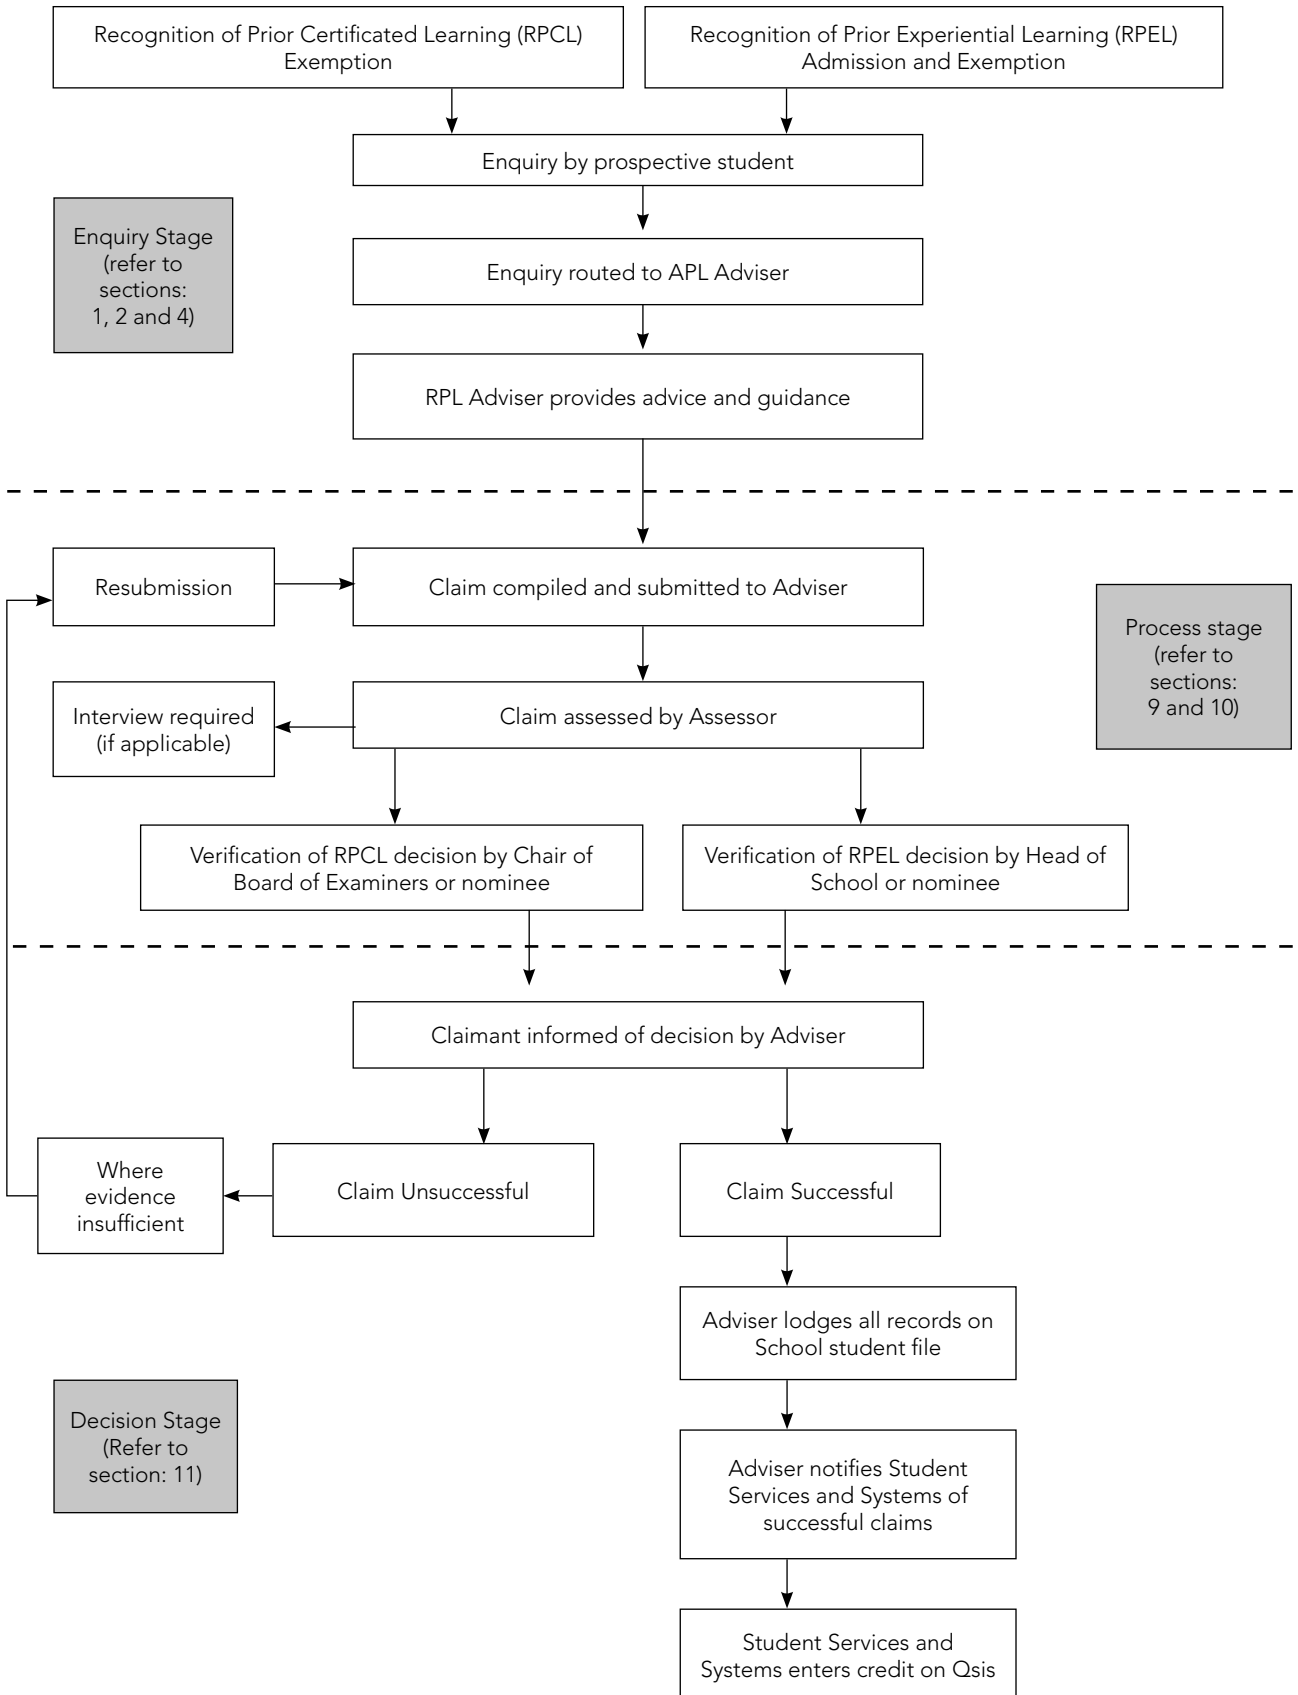 Recognition of Prior Certificated Learning (RPCL)
Exemption
Recognition of Prior Experiential Learning (RPEL)
Admission and Exemption
Enquiry by prospective student
Enquiry Stage
(refer to
sections:
1, 2 and 4)
Enquiry routed to APL Adviser
RPL Adviser provides advice and guidance
Resubmission
Claim compiled and submitted to Adviser
Process stage
(refer to
sections:
9 and 10)
Interview required
(if applicable)
Claim assessed by Assessor
Verification of RPCL decision by Chair of
Board of Examiners or nominee
Verification of RPEL decision by Head of
School or nominee
Claimant informed of decision by Adviser
Where
evidence
insufficient
Claim Unsuccessful
Claim Successful
Adviser lodges all records on
School student file
Decision Stage
(Refer to
section: 11)
Adviser notifies Student
Services and Systems of
successful claims
Student Services and
Systems enters credit on Qsis